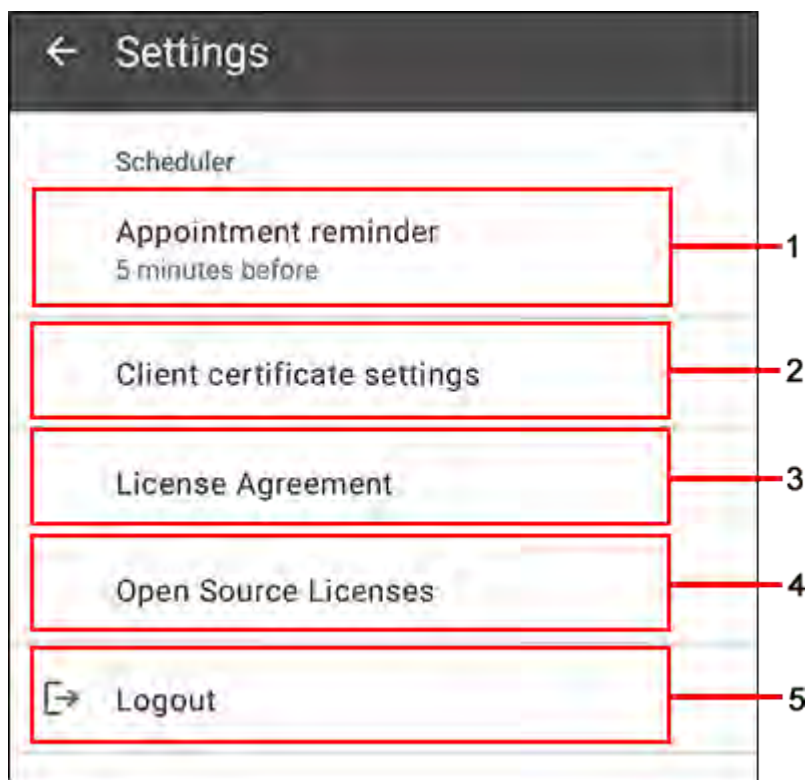 Settings
Scheduler
Appointment reminder
5 minutes before
1
Client certificate settings
2
License Agreement
3
Open Source Licenses
4
Logout
5